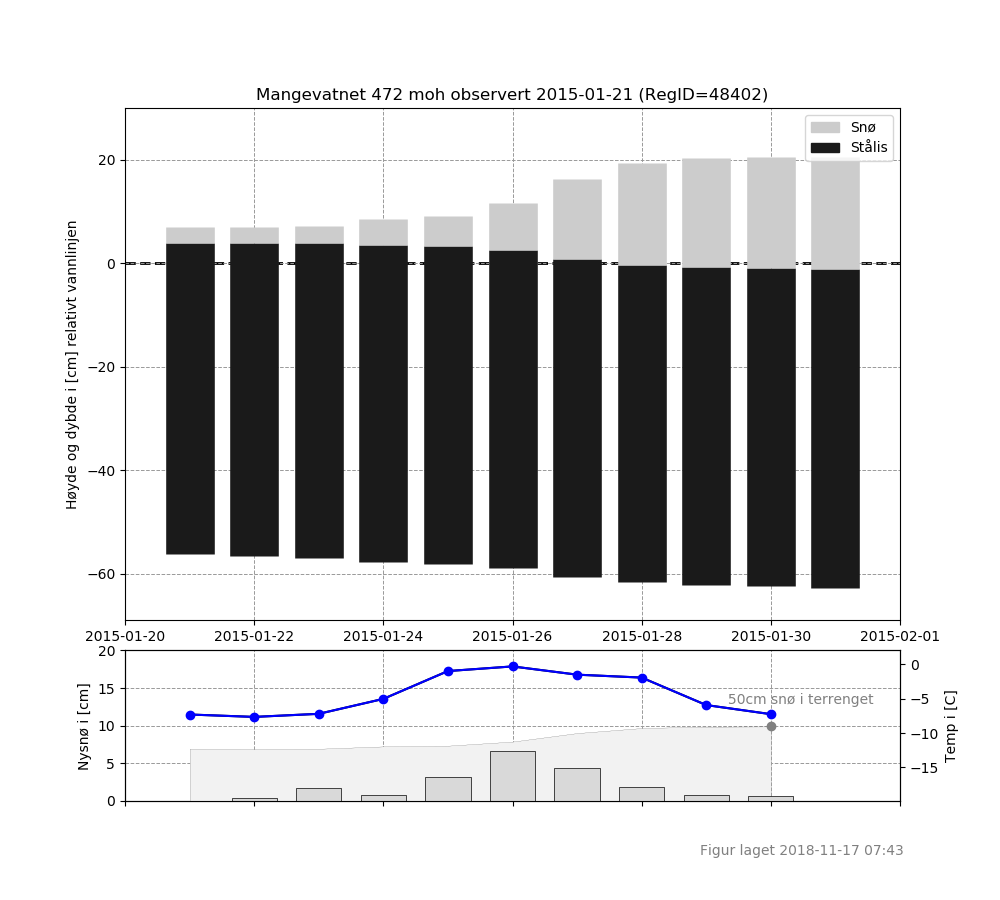 Mangevatnet 472 moh observert 2015-01-21 (RegID=48402)
Snø
Stålis
Høyde og dybde i [cm] relativt vannlinjen
20
0
−20
−40
−60
2015-01-20 2015-01-22 2015-01-24 2015-01-26 2015-01-28 2015-01-30 2015-02-01
Nysnø i [cm]
20
15
10
5
0
50cm snø i terrenget
0
−5
−10
−15
Temp i [C]
Figur laget 2018-11-17 07:43